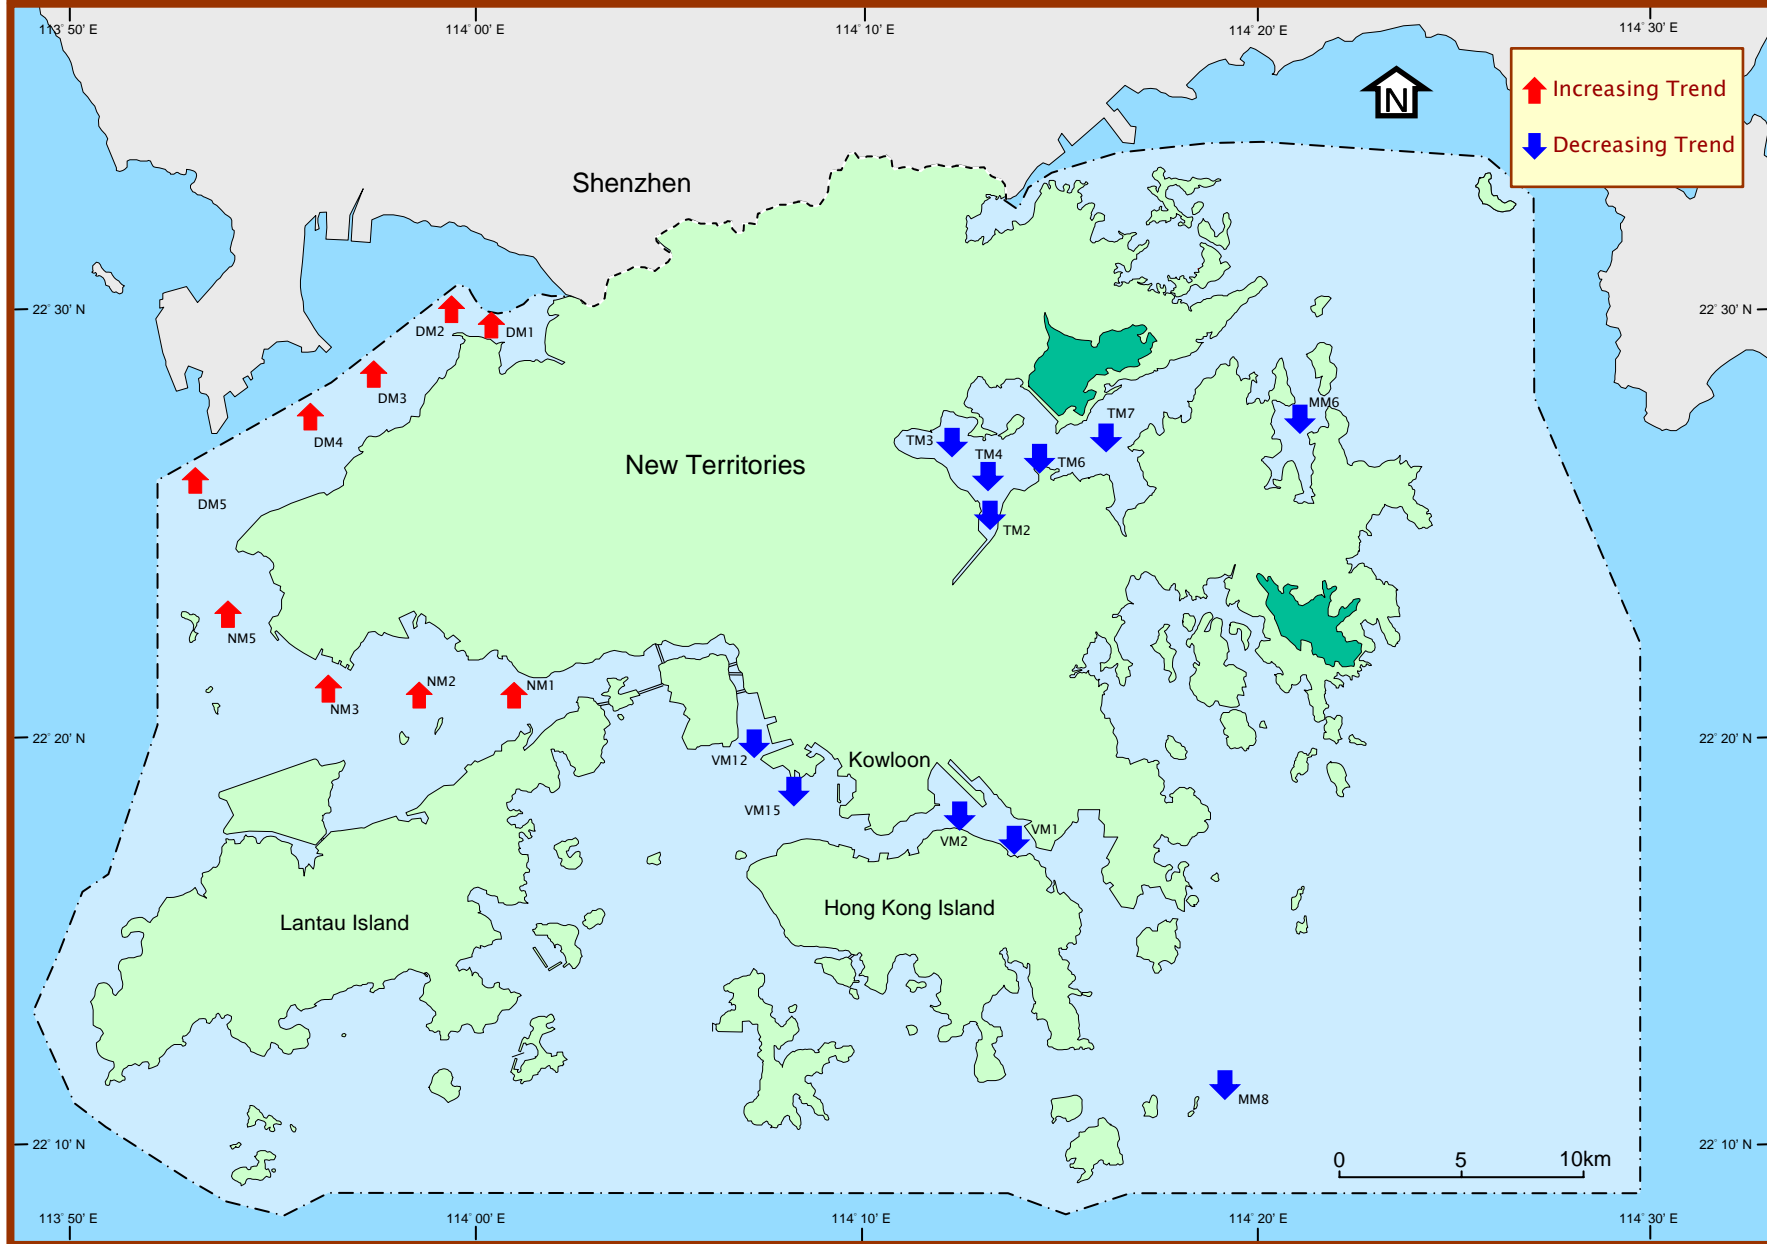 113° 50' E
114° 00' E
114° 10' E
114° 20' E
114° 30' E
Increasing Trend
N
Decreasing Trend
Shenzhen
22° 30' N
22° 30' N
DM2
DM1
DM3
DM4
DM5
MM6
TM7
TM3
TM4
TM6
TM2
New Territories
NM5
NM3
NM2
NM1
22° 20' N
22° 20' N
VM12
Kowloon
VM15
VM2
VM1
Lantau Island
Hong Kong Island
MM8
22° 10' N
22° 10' N
0 5 10km
113° 50' E
114° 00' E
114° 10' E
114° 20' E
114° 30' E